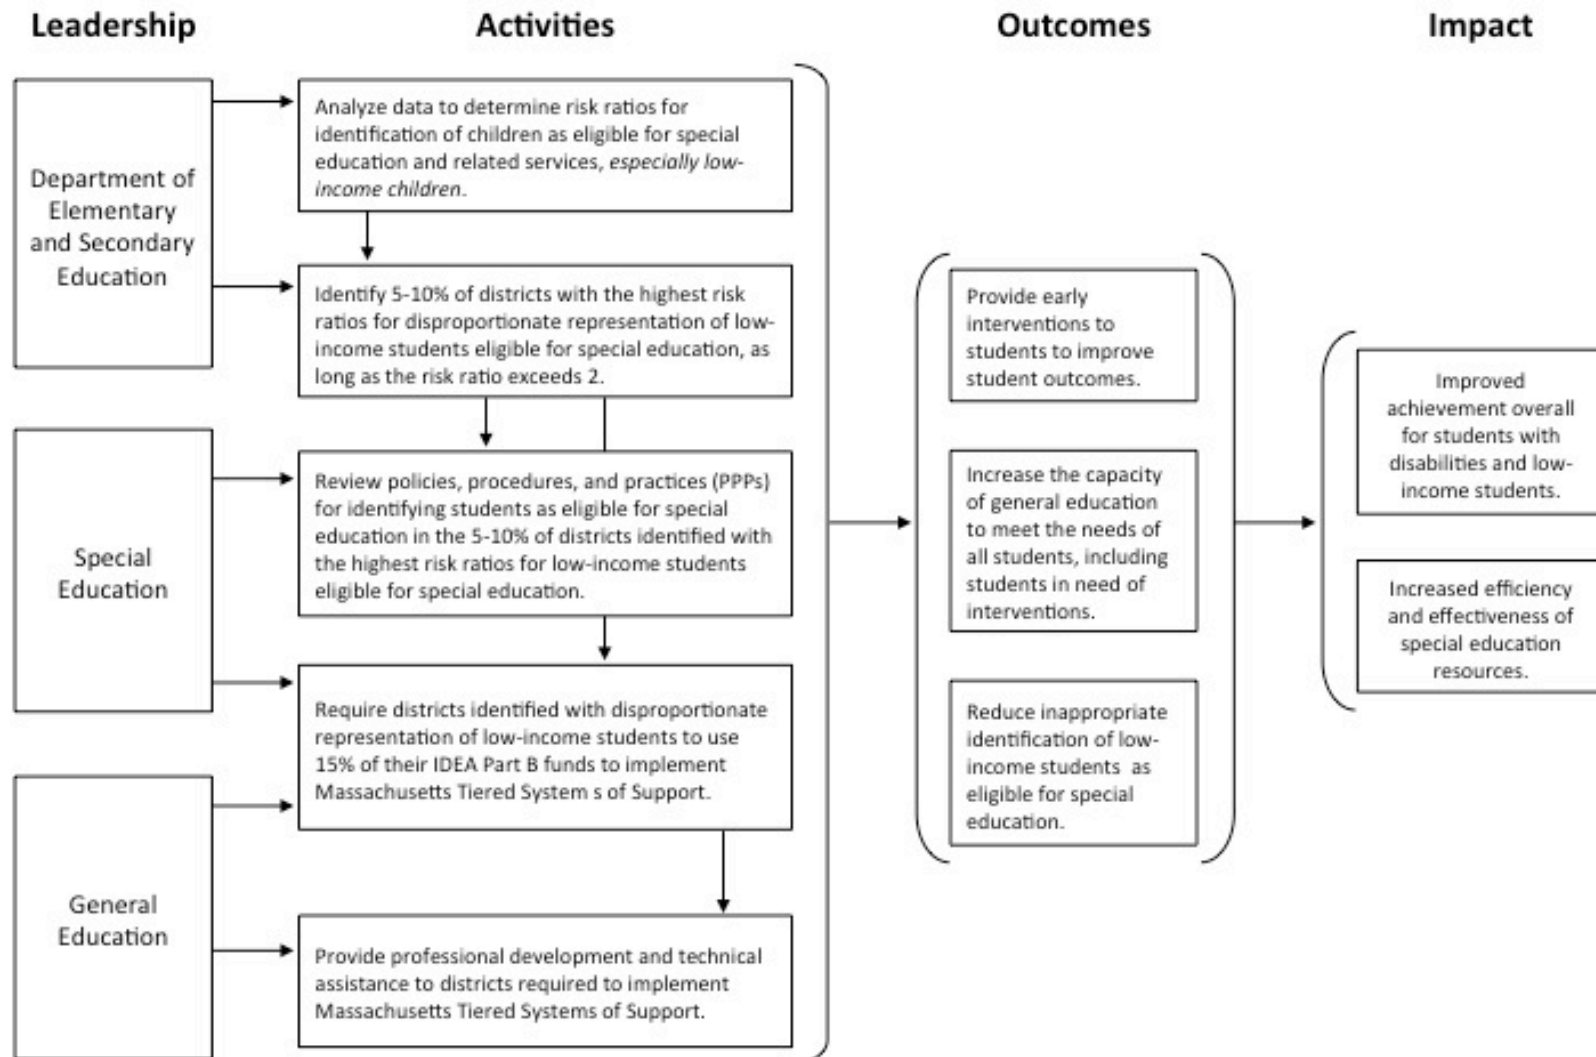 Leadership
Activities
Outcomes
Impact
Department of
Elementary
and Secondary
Education
Special
Education
General
Education
Analyze data to determine risk ratios for
identification of children as eligible for special
education and related services, especially low-
income children.
Identify 5-10% of districts with the highest risk
ratios for disproportionate representation of low-
income students eligible for special education, as
long as the risk ratio exceeds 2.
Review policies, procedures, and practices (PPPs)
for identifying students as eligible for special
education in the 5-10% of districts identified with
the highest risk ratios for low-income students
eligible for special education.
Require districts identified with disproportionate
representation of low-income students to use
15% of their IDEA Part B funds to implement
Massachusetts Tiered System s of Support.
Provide professional development and technical
assistance to districts required to implement
Massachusetts Tiered Systems of Support.
Provide early
interventions to
students to improve
student outcomes.
Increase the capacity
of general education
to meet the needs of
all students, including
students in need of
interventions.
Reduce inappropriate
identification of low-
income students  as
eligible for special
education.
Improved
achievement overall
for students with
disabilities and low-
income students.
Increased efficiency
and effectiveness of
special education
resources.